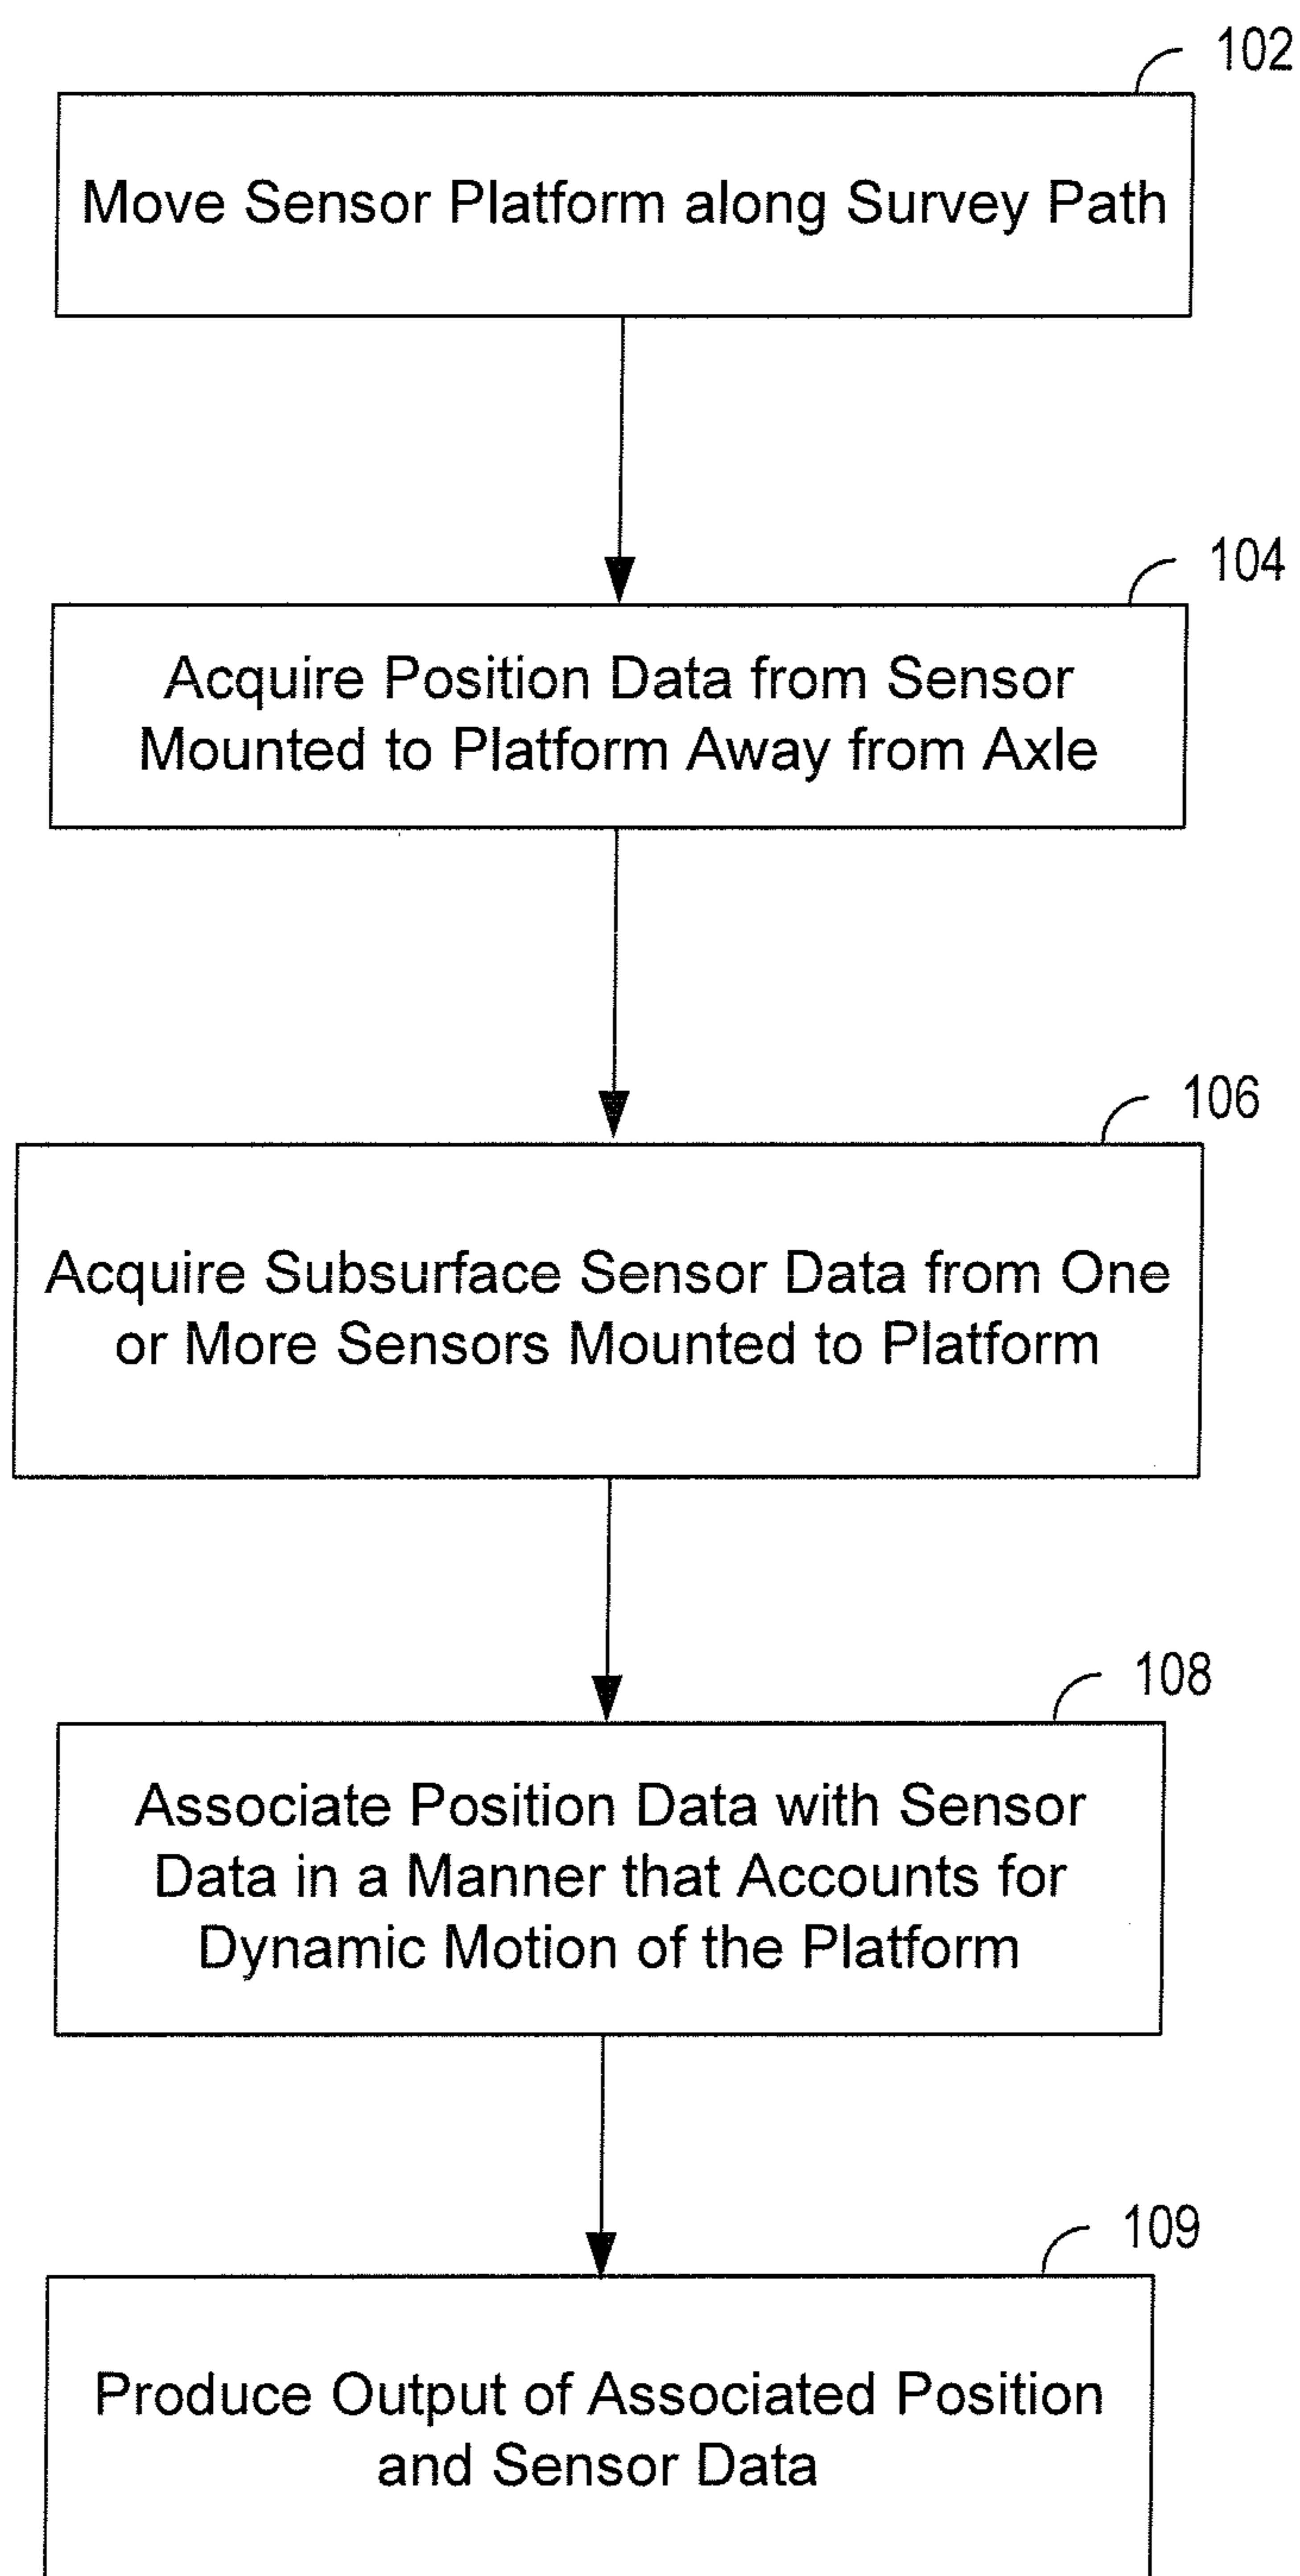 102
Move Sensor Platform along Survey Path
104
Acquire Position Data from Sensor
Mounted to Platform Away from Axle
106
Acquire Subsurface Sensor Data from One
or More Sensors Mounted to Platform
108
Associate Position Data with Sensor
Data in a Manner that Accounts for
Dynamic Motion of the Platform
109
Produce Output of Associated Position
and Sensor Data